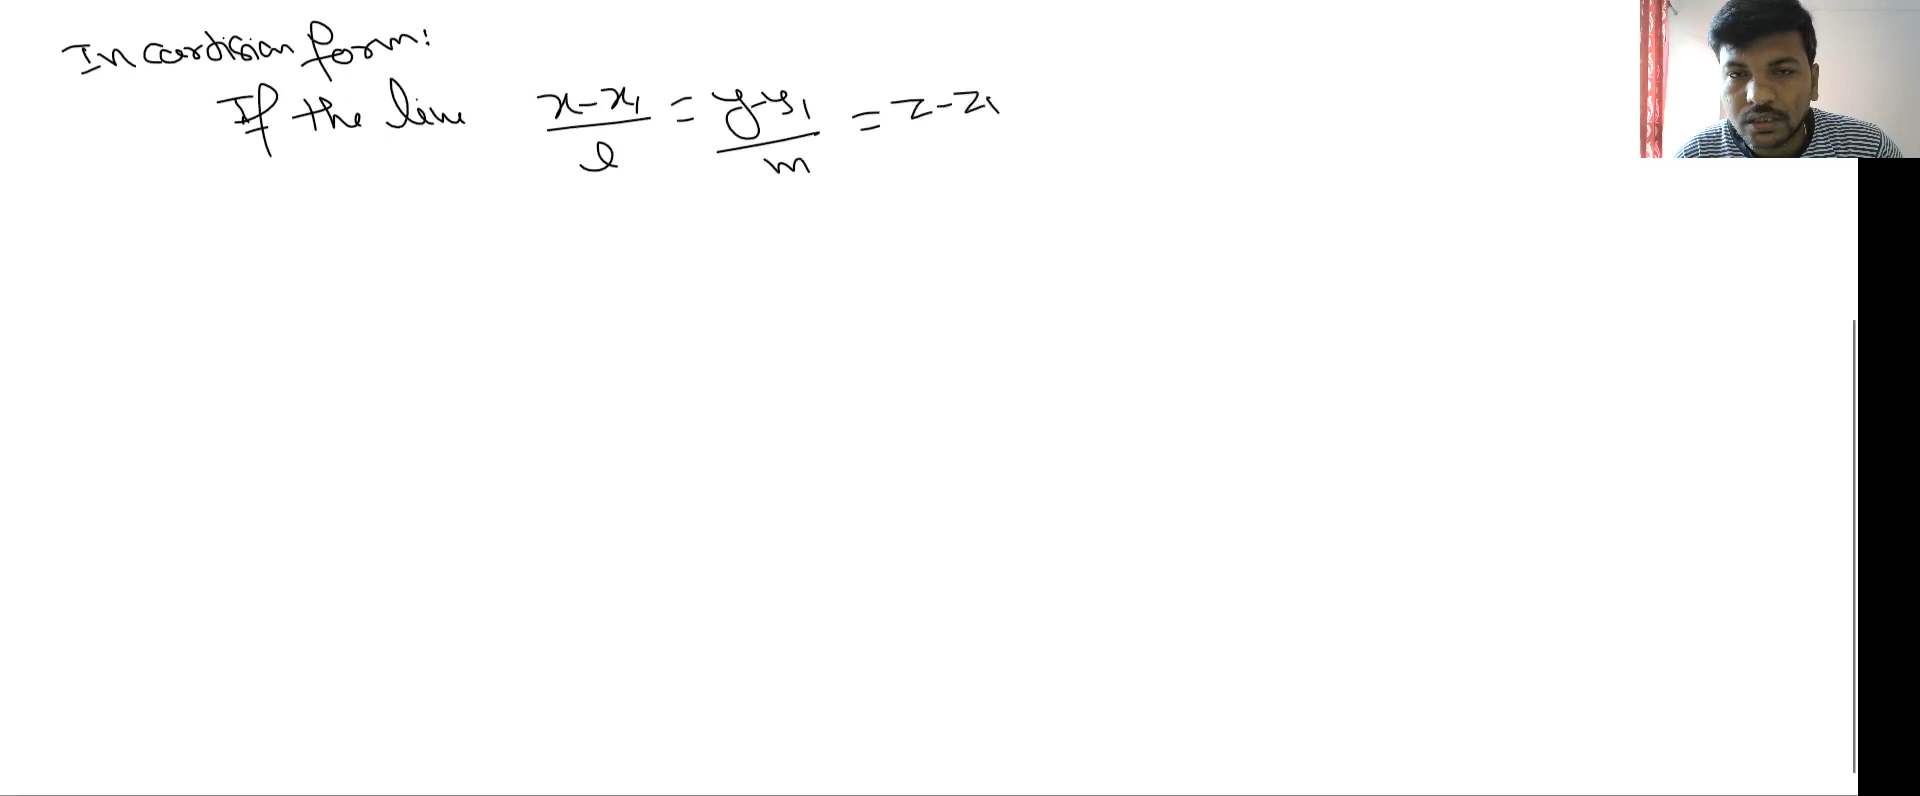 In cartisian form:
If the line x-x₁/l = y-y₁/m = z-z₁